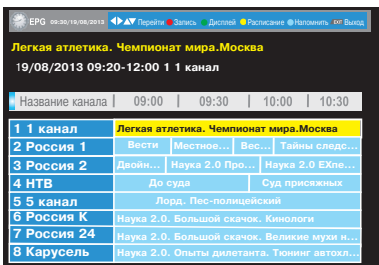 EPG 09:30/19/08/2013 Перейти Запись Дисплей Расписание Напомнить EXIT Выход
Легкая атлетика. Чемпионат мира.Москва
19/08/2013 09:20-12:00 1 1 канал
Название канала | 09:00 | 09:30 | 10:00 | 10:30
1 1 канал Легкая атлетика. Чемпионат мира.Москва
2 Россия 1 Вести Местное... Вес... Тайны следс...
3 Россия 2 Двойн... Наука 2.0 Про... Наука 2.0 EXпе...
4 НТВ До суда Суд присяжных
5 5 канал Лорд. Пес-полицейский
6 Россия К Наука 2.0. Большой скачок. Кинологи
7 Россия 24 Наука 2.0. Большой скачок. Великие мухи н...
8 Карусель Наука 2.0. Опыты дилетанта. Тюнинг автохл...